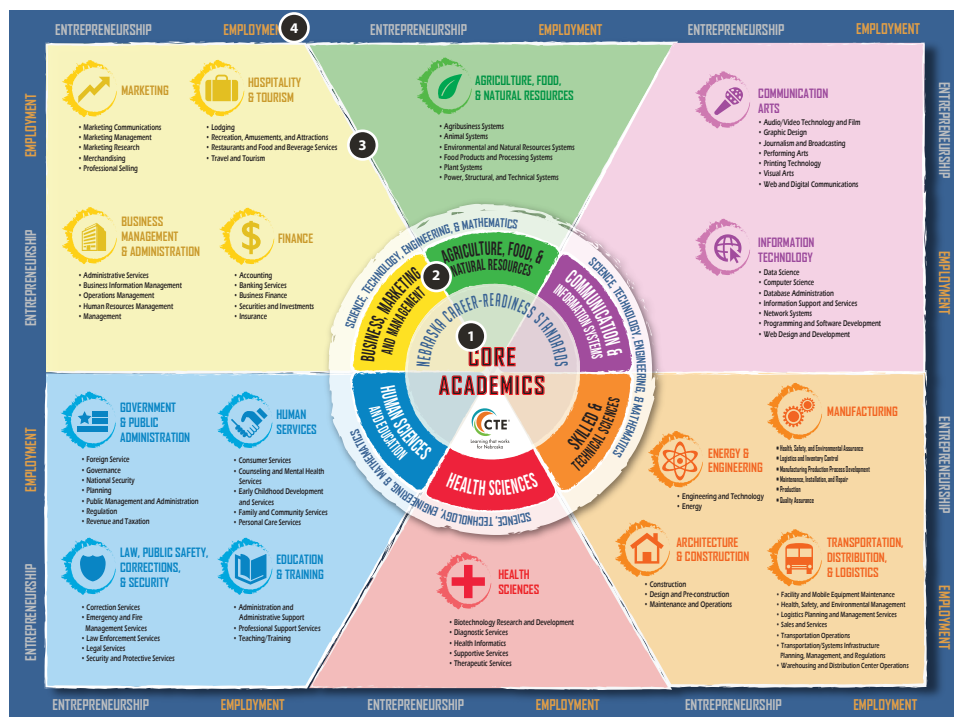 ENTREPRENEURSHIP
EMPLOYMEN
4
ENTREPRENEURSHIP
EMPLOYMENT
ENTREPRENEURSHIP
EMPLOYMENT
EMPLOYMENT
ENTREPRENEURSHIP
MARKETING
• Marketing Communications
• Marketing Management
• Marketing Research
• Merchandising
• Professional Selling
HOSPITALITY
& TOURISM
• Lodging
• Recreation, Amusements, and Attractions
• Restaurants and Food and Beverage Services
• Travel and Tourism
3
BUSINESS
MANAGEMENT
& ADMINISTRATION
• Administrative Services
• Business Information Management
• Operations Management
• Human Resources Management
• Management
$
FINANCE
• Accounting
• Banking Services
• Business Finance
• Securities and Investments
• Insurance
AGRICULTURE, FOOD,
& NATURAL RESOURCES
• Agribusiness Systems
• Animal Systems
• Environmental and Natural Resources Systems
• Food Products and Processing Systems
• Plant Systems
• Power, Structural, and Technical Systems
COMMUNICATION
ARTS
• Audio/Video Technology and Film
• Graphic Design
• Journalism and Broadcasting
• Performing Arts
• Printing Technology
• Visual Arts
• Web and Digital Communications
INFORMATION
TECHNOLOGY
• Data Science
• Computer Science
• Database Administration
• Information Support and Services
• Network Systems
• Programming and Software Development
• Web Design and Development
ENTREPRENEURSHIP
EMPLOYMENT
SCIENCE, TECHNOLOGY, ENGINEERING, & MATHEMATICS
SCIENCE, TECHNOLOGY, ENGINEERING, & MATHEMATICS
SCIENCE, TECHNOLOGY, ENGINEERING, & MATHEMATICS
AGRICULTURE, FOOD, &
NATURAL RESOURCES
2
BUSINESS, MARKETING
AND MANAGEMENT
COMMUNICATION &
INFORMATION SYSTEMS
NEBRASKA CAREER-READINESS STANDARDS
1
CORE
ACADEMICS
CTE
Learning that works
for Nebraska
HUMAN SCIENCES
AND EDUCATION
SKILLED &
TECHNICAL SCIENCES
HEALTH SCIENCES
EMPLOYMENT
ENTREPRENEURSHIP
GOVERNMENT
& PUBLIC
ADMINISTRATION
• Foreign Service
• Governance
• National Security
• Planning
• Public Management and Administration
• Regulation
• Revenue and Taxation
HUMAN
SERVICES
• Consumer Services
• Counseling and Mental Health
Services
• Early Childhood Development
and Services
• Family and Community Services
• Personal Care Services
LAW, PUBLIC SAFETY,
CORRECTIONS,
& SECURITY
• Correction Services
• Emergency and Fire
Management Services
• Law Enforcement Services
• Legal Services
• Security and Protective Services
EDUCATION
& TRAINING
• Administration and
Administrative Support
• Professional Support Services
• Teaching/Training
HEALTH
SCIENCES
• Biotechnology Research and Development
• Diagnostic Services
• Health Informatics
• Supportive Services
• Therapeutic Services
MANUFACTURING
• Health, Safety, and Environmental Assurance
• Logistics and Inventory Control
• Manufacturing Production Process Development
• Maintenance, Installation, and Repair
• Production
• Quality Assurance
ENERGY &
ENGINEERING
• Engineering and Technology
• Energy
ARCHITECTURE
& CONSTRUCTION
• Construction
• Design and Pre-construction
• Maintenance and Operations
TRANSPORTATION,
DISTRIBUTION,
& LOGISTICS
• Facility and Mobile Equipment Maintenance
• Health, Safety, and Environmental Management
• Logistics Planning and Management Services
• Sales and Services
• Transportation Operations
• Transportation/Systems Infrastructure
Planning, Management, and Regulations
• Warehousing and Distribution Center Operations
ENTREPRENEURSHIP
EMPLOYMENT
ENTREPRENEURSHIP
EMPLOYMENT
ENTREPRENEURSHIP
EMPLOYMENT
ENTREPRENEURSHIP
EMPLOYMENT
ENTREPRENEURSHIP
EMPLOYMENT